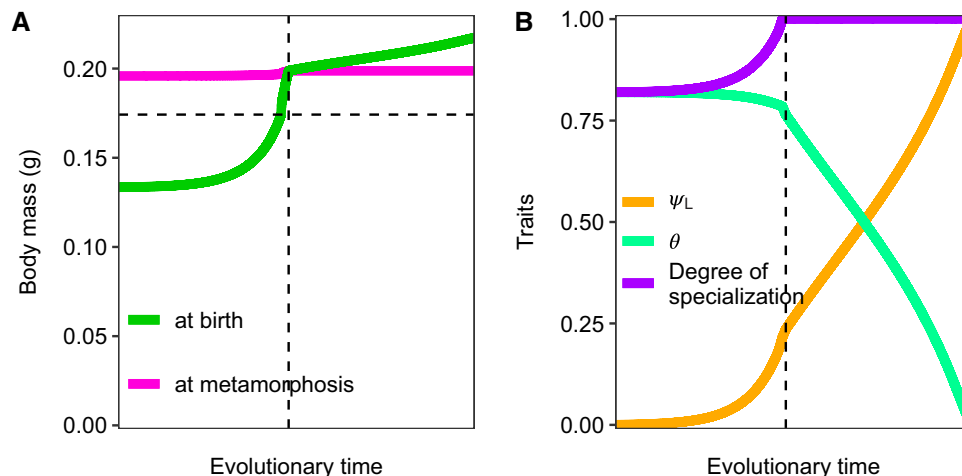 A
Body mass (g)
0.20
0.15
0.10
0.05
0.00
at birth
at metamorphosis
Evolutionary time
B
Traits
1.00
0.75
0.50
0.25
0.00
ψL
θ
Degree of
specialization
Evolutionary time